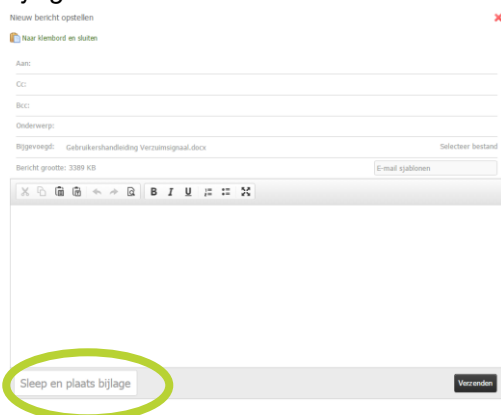 Nieuw bericht opstellen
Naar klembord en sluiten
Aan:
Cc:
Bcc:
Onderwerp:
Bijgevoegd: Gebruikershandleiding Verzuimsignaal.docx Selecteer bestand
Bericht grootte: 3389 KB E-mail sjablonen
B I U
Sleep en plaats bijlage Verzenden